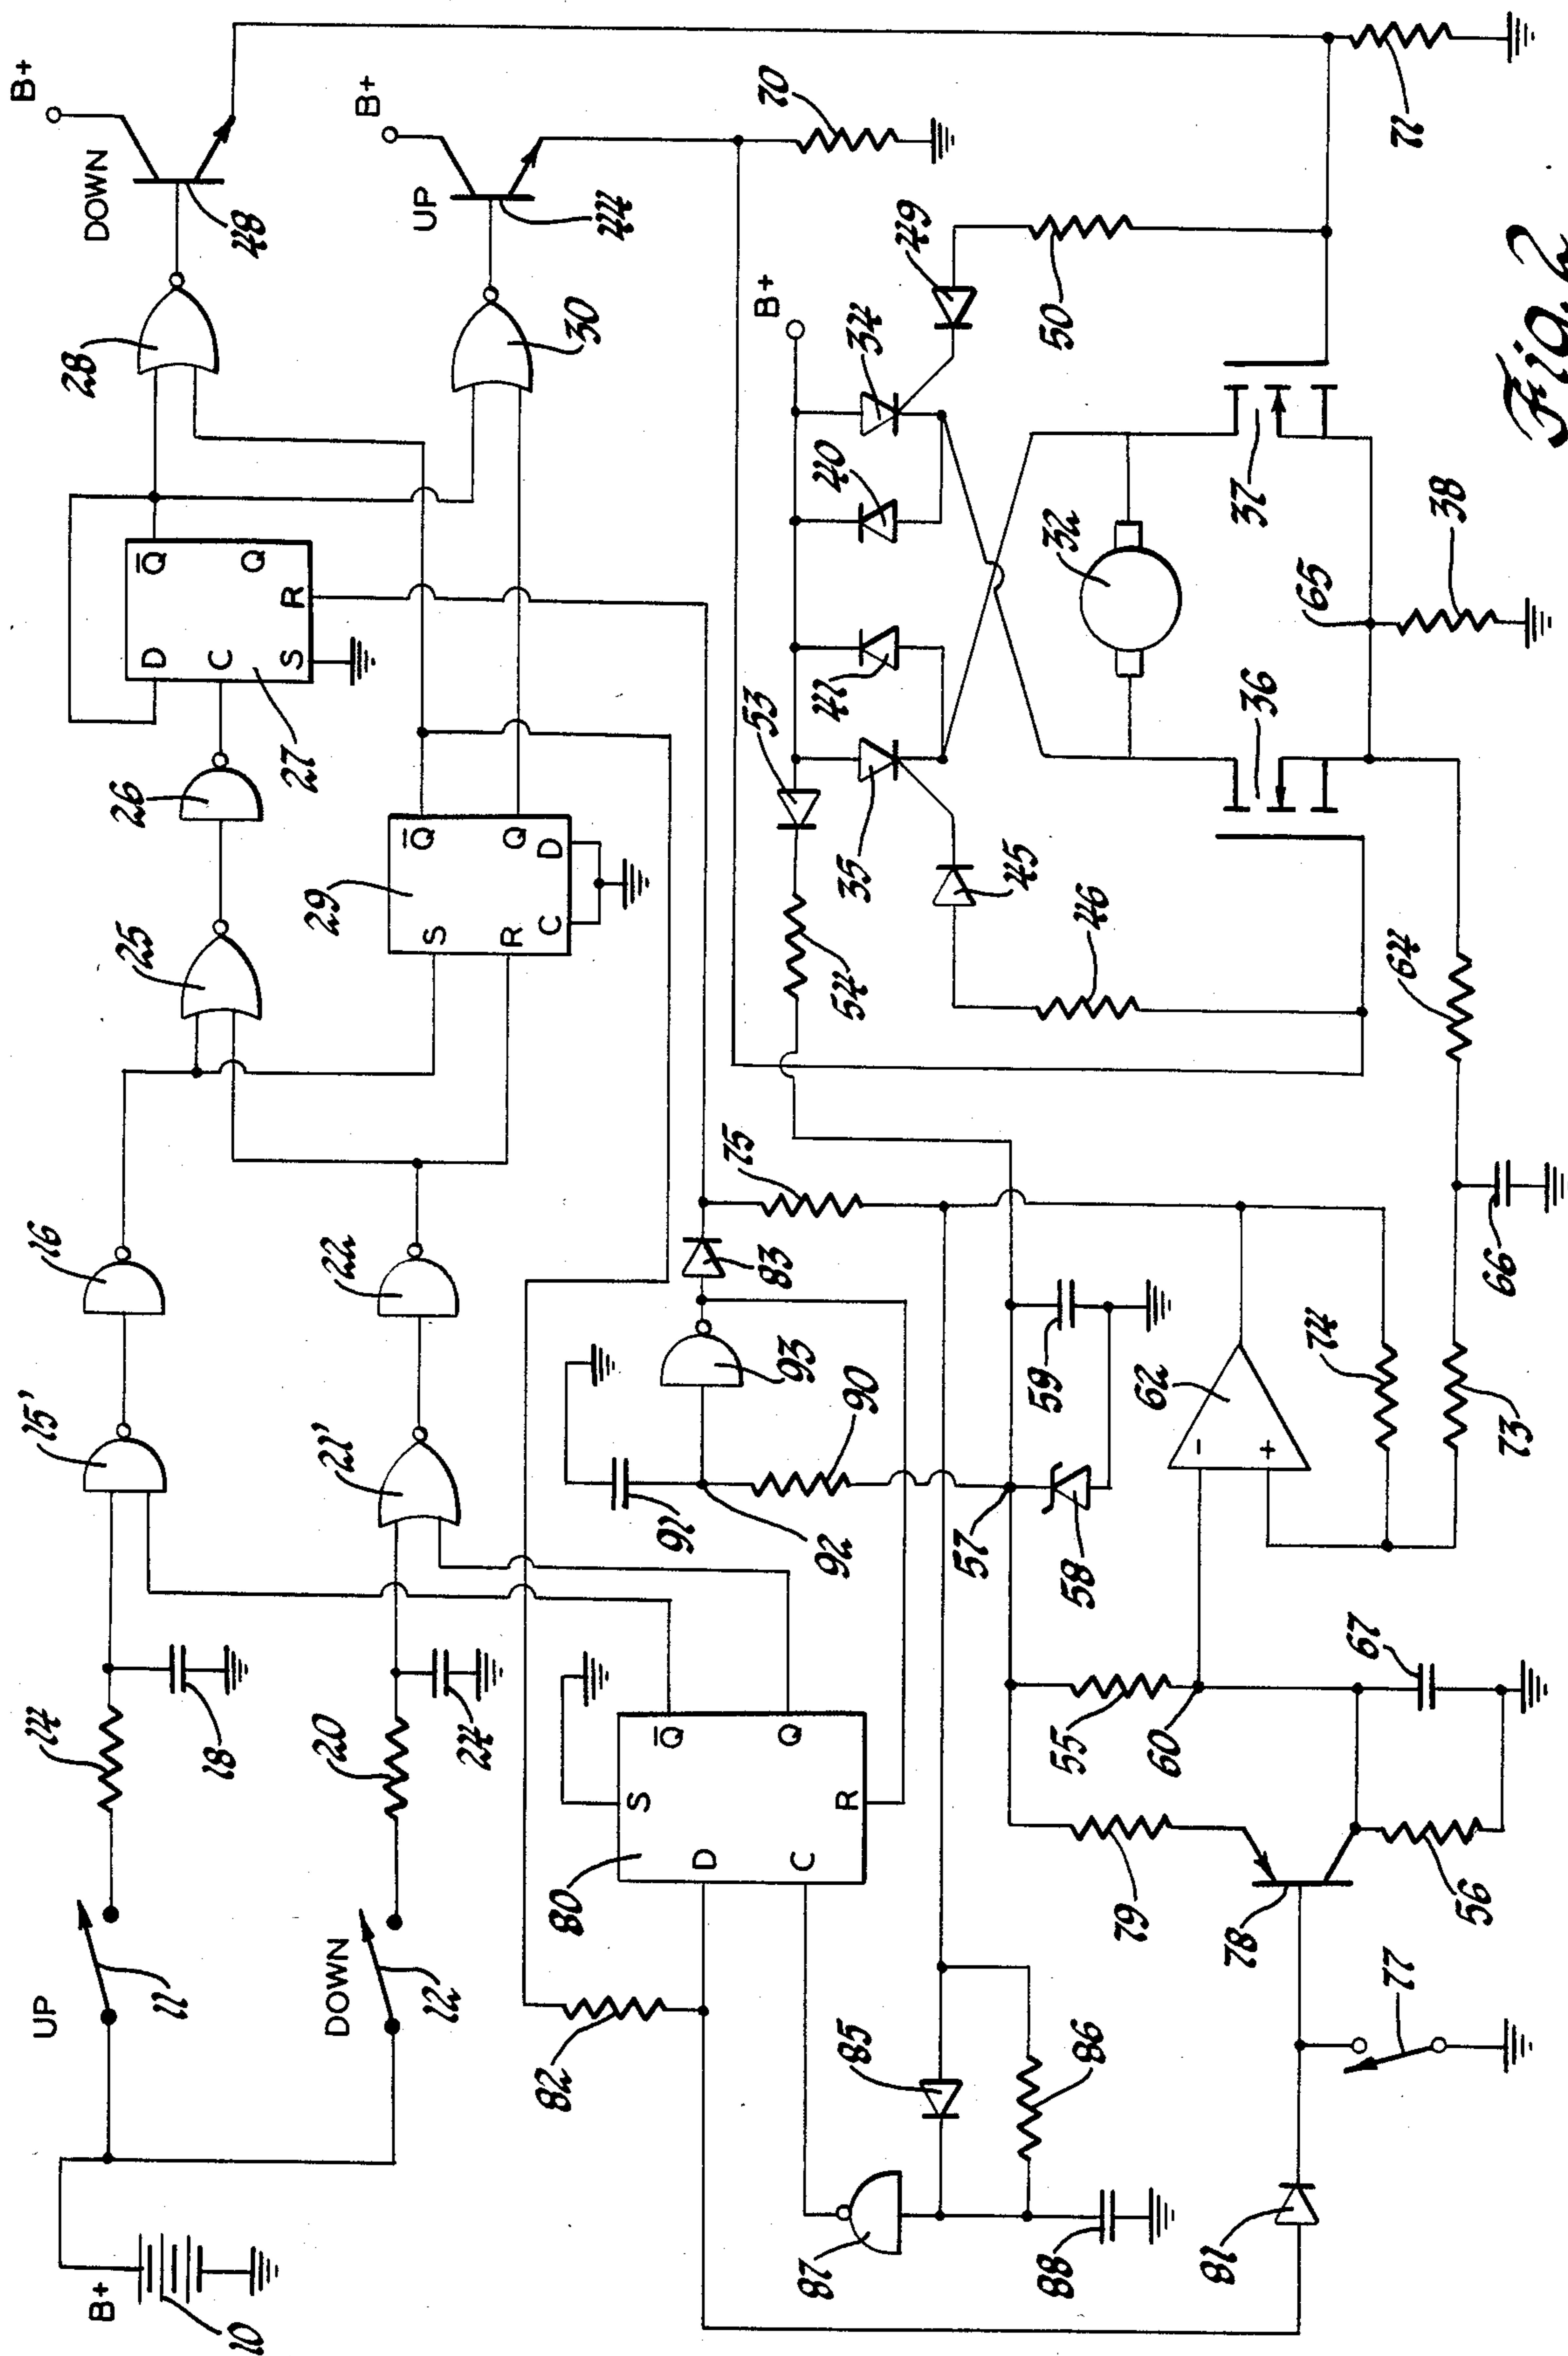 UP
DOWN
B+
10
11
12
14
18
20
24
15'
16
21'
22
25
26
27
D
C
S
Q̅
Q
R
28
DOWN
B+
48
29
S
R
Q̅
Q
C
D
30
UP
B+
44
70
71
80
S
D
C
R
Q̅
Q
82
83
75
91
92
93
90
53
54
B+
34
35
40
41
49
50
45
46
32
36
37
65
38
57
58
59
55
60
62
-
+
64
66
67
73
74
77
78
79
56
81
85
86
87
88
Fig. 2